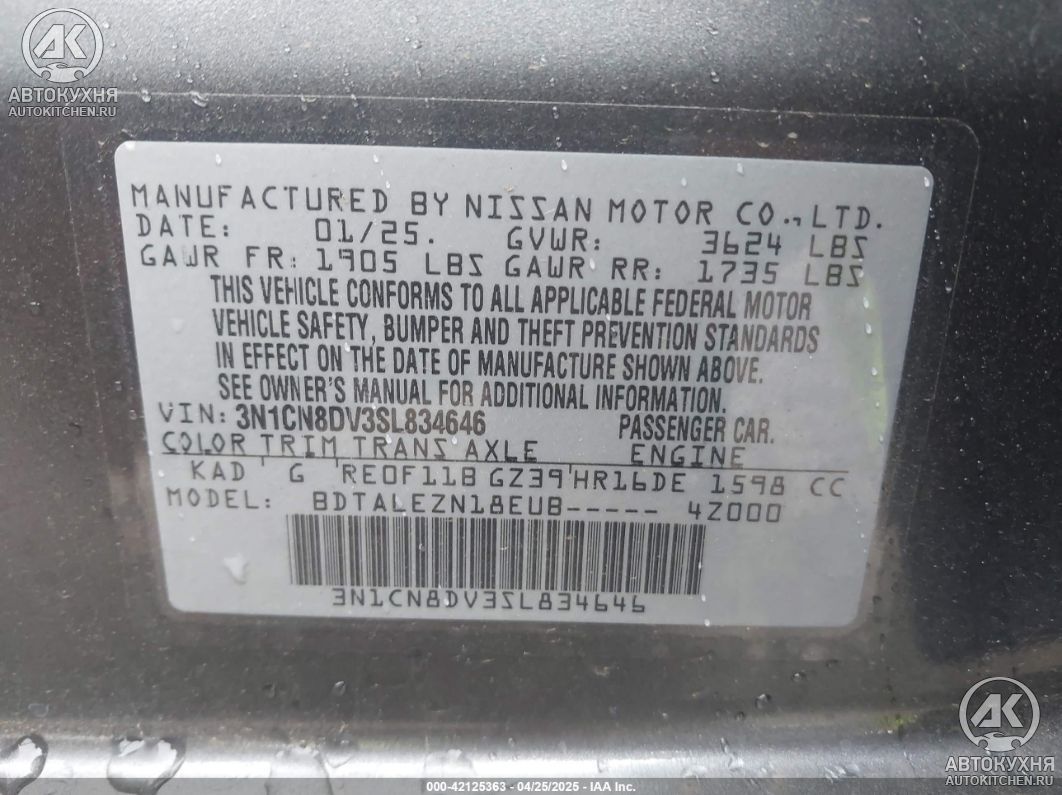 AK
АВТОКУХНЯ
AUTOKITCHEN.RU
MANUFACTURED BY NISSAN MOTOR CO.,LTD.
DATE: 01/25. GVWR: 3624 LBS
GAWR FR: 1905 LBS GAWR RR: 1735 LBS
THIS VEHICLE CONFORMS TO ALL APPLICABLE FEDERAL MOTOR
VEHICLE SAFETY, BUMPER AND THEFT PREVENTION STANDARDS
IN EFFECT ON THE DATE OF MANUFACTURE SHOWN ABOVE.
SEE OWNER'S MANUAL FOR ADDITIONAL INFORMATION.
VIN: 3N1CN8DV3SL834646 PASSENGER CAR.
COLOR TRIM TRANS AXLE ENGINE
KAD G RE0F11B GZ39 HR16DE 1598 CC
MODEL: BDTALEZN18EUB----- 4Z000
3N1CN8DV3SL834646
AK
АВТОКУХНЯ
AUTOKITCHEN.RU
000-42125363 - 04/25/2025 - IAA Inc.